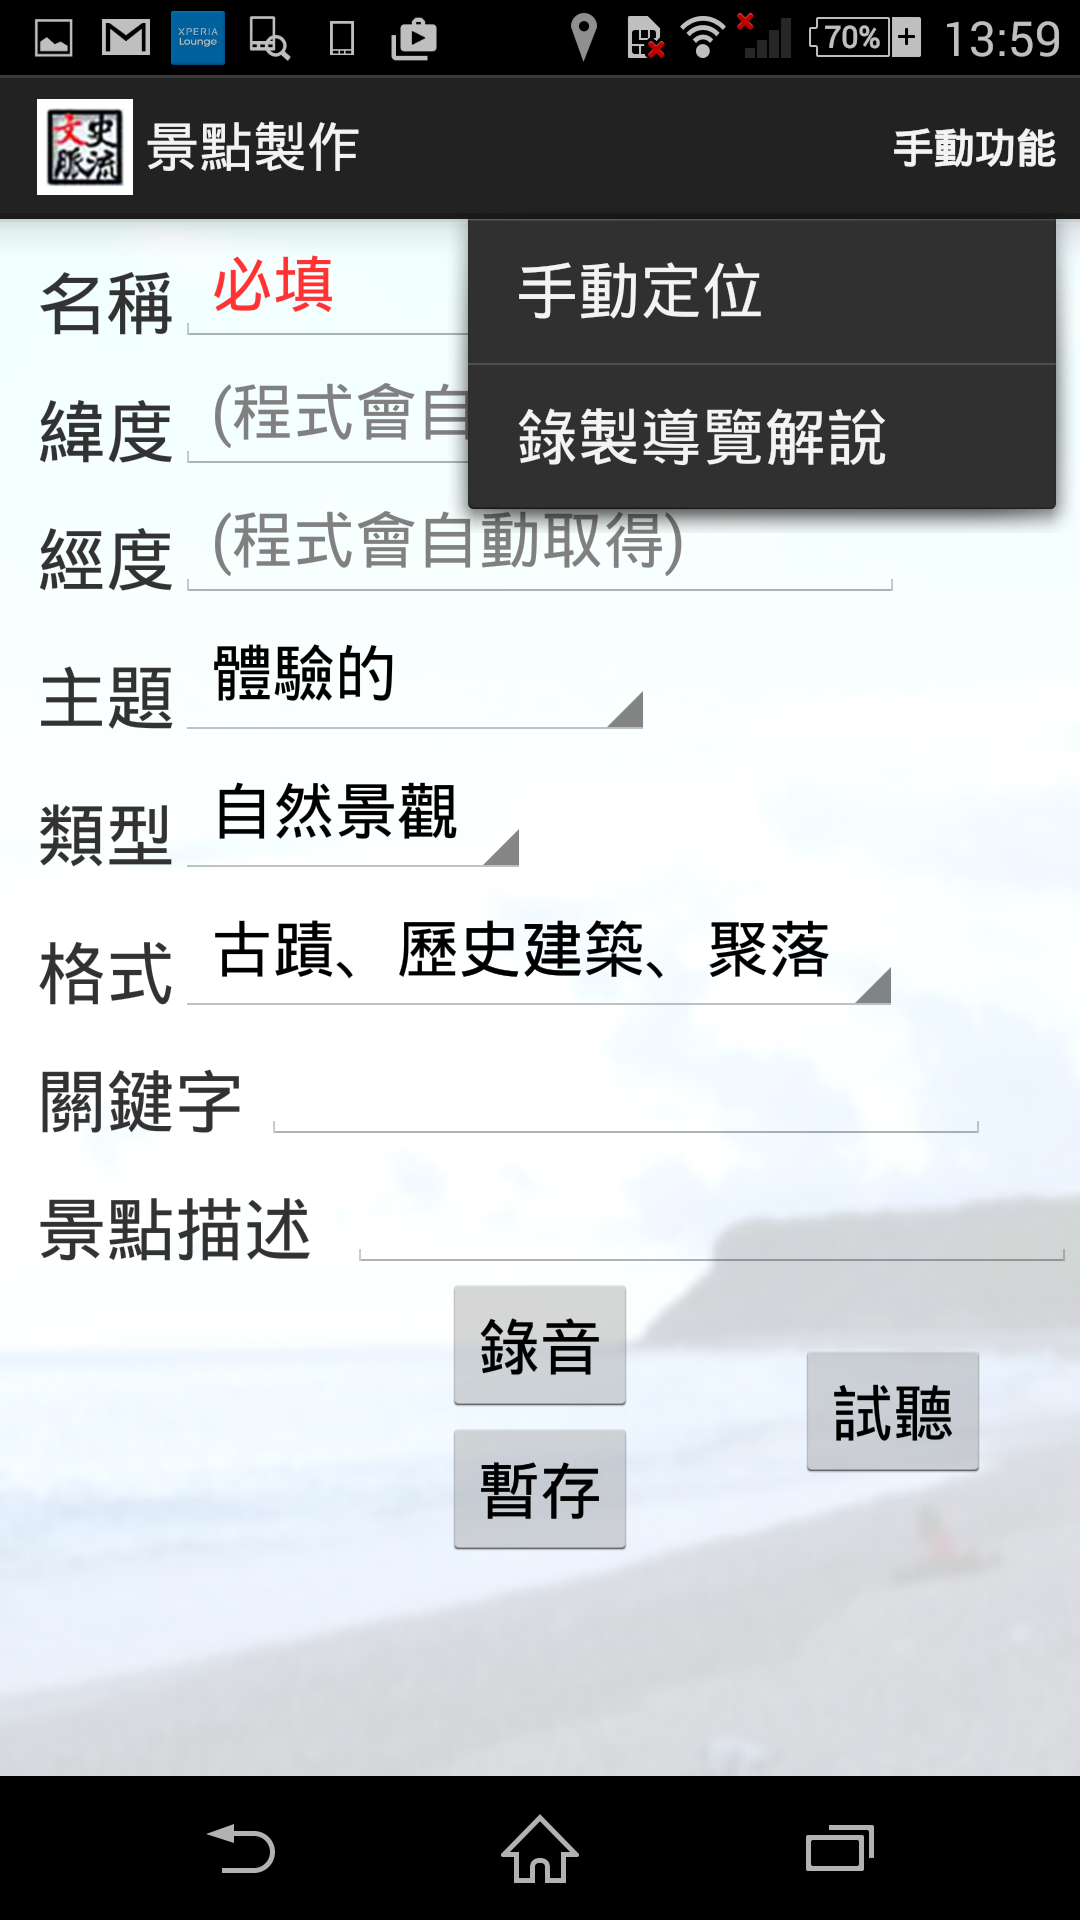 XPERIA
Lounge
70%
13:59
文史
脈流
景點製作
手動功能
手動定位
錄製導覽解說
名稱 必填
緯度 (程式會自
經度 (程式會自動取得)
主題 體驗的
類型 自然景觀
格式 古蹟、歷史建築、聚落
關鍵字
景點描述
錄音
試聽
暫存